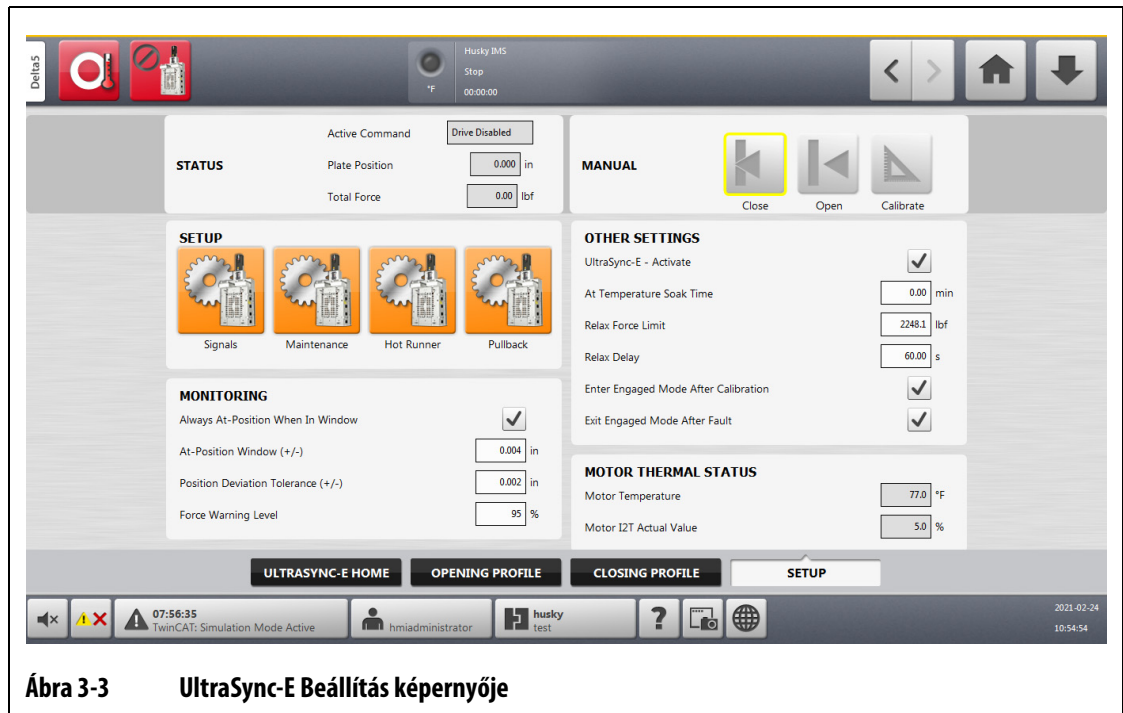 Delta5
°F
Husky IMS
Stop
00:00:00
STATUS
Active Command Drive Disabled
Plate Position 0.000 in
Total Force 0.00 lbf
MANUAL
Close Open Calibrate
SETUP
Signals Maintenance Hot Runner Pullback
MONITORING
Always At-Position When In Window
At-Position Window (+/-) 0.004 in
Position Deviation Tolerance (+/-) 0.002 in
Force Warning Level 95 %
OTHER SETTINGS
UltraSync-E - Activate
At Temperature Soak Time 0.00 min
Relax Force Limit 2248.1 lbf
Relax Delay 60.00 s
Enter Engaged Mode After Calibration
Exit Engaged Mode After Fault
MOTOR THERMAL STATUS
Motor Temperature 77.0 °F
Motor I2T Actual Value 5.0 %
ULTRASYNC-E HOME OPENING PROFILE CLOSING PROFILE SETUP
07:56:35
TwinCAT: Simulation Mode Active
hmiadministrator
husky
test
?
2021-02-24
10:54:54
Ábra 3-3 UltraSync-E Beállítás képernyője